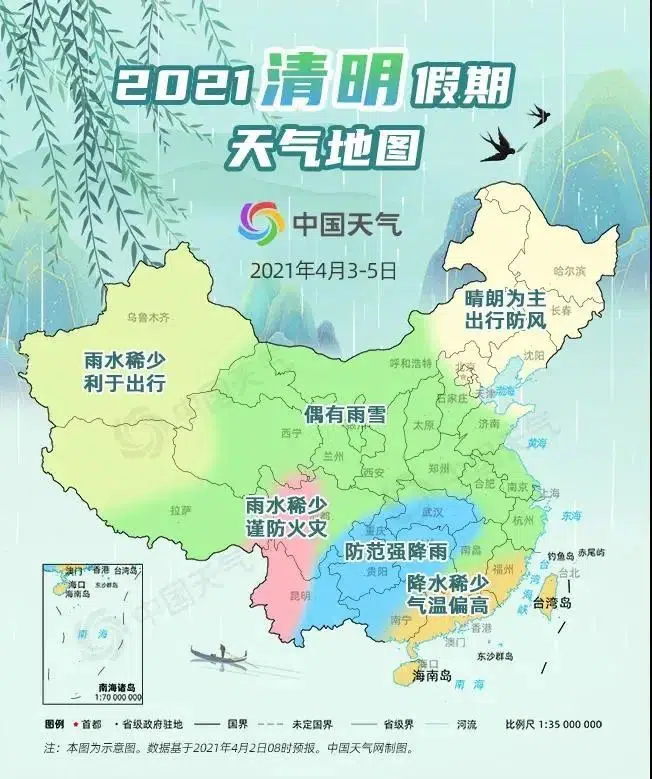 2021清明假期
天气地图
中国天气
2021年4月3-5日
哈尔滨
晴朗为主
出行防风
长春
乌鲁木齐
沈阳
雨水稀少
利于出行
呼和浩特
北京
天津
渤海
石家庄
偶有雨雪
银川
太原
济南
西宁
黄海
兰州
西安
郑州
合肥
南京
上海
雨水稀少
谨防火灾
成都
拉萨
武汉
杭州
东海
重庆
防范强降雨
南昌
钓鱼岛
赤尾屿
贵阳
降水稀少
气温偏高
福州
台北
台湾海峡
台湾岛
昆明
南宁
广州
香港
澳门
东沙群岛
海口
海南岛
南海
澳门
香港
台湾岛
海口
海南岛
东沙群岛
南海
南海诸岛
1:70 000 000
图例
首都
省级政府驻地
国界
未定国界
省级界
河流
比例尺 1:35 000 000
注：本图为示意图。数据基于2021年4月2日08时预报。中国天气网制图。